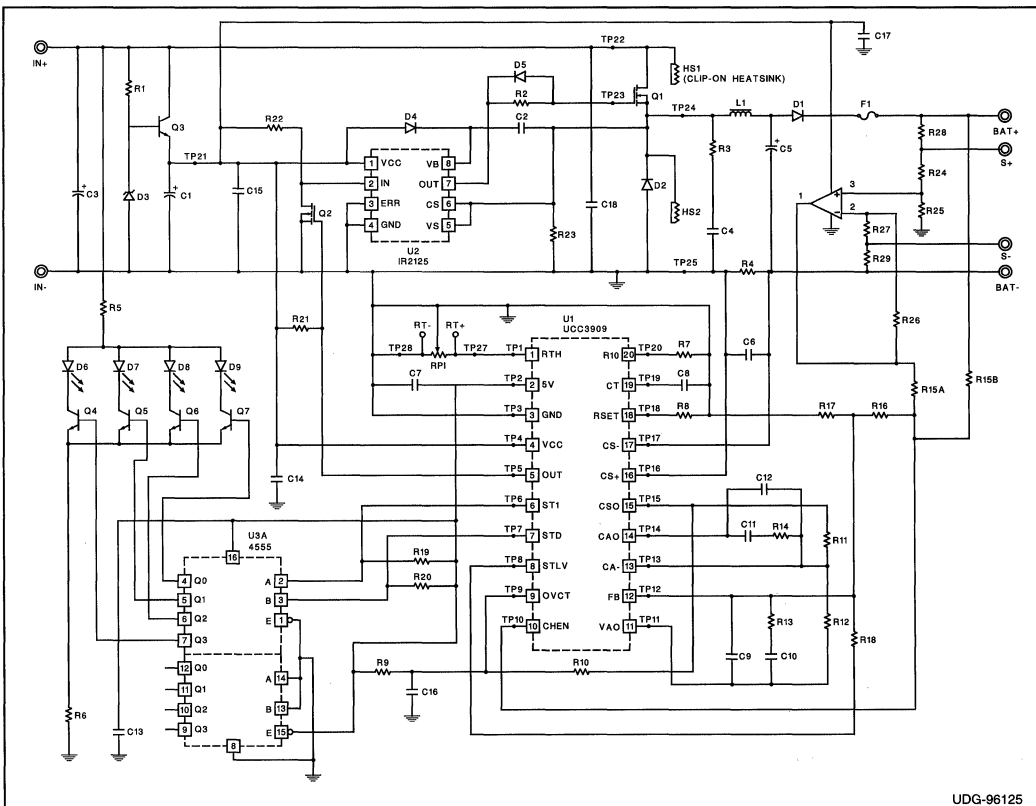 IN+
R1
Q3
TP21
R22
D4
D5
R2
C2
TP22
TP23
HS1
(CLIP-ON HEATSINK)
Q1
TP24
L1
D1
F1
C17
R28
BAT+
S+
R3
C5
R24
R25
3
1
2
R27
S-
R29
BAT-
C3
D3
C1
C15
Q2
1 VCC VB 8
2 IN OUT 7
3 ERR CS 6
4 GND VS 5
U2
IR2125
R23
C18
D2
HS2
C4
TP25
R4
IN-
R5
R21
R26
R15A
R15B
D6
D7
D8
D9
Q4
Q5
Q6
Q7
RT-
RT+
TP28
RPI
TP27
C7
U1
UCC3909
TP1 1 RTH R10 20 TP20 R7
TP2 2 5V CT 19 TP19 C8
TP3 3 GND RSET 18 TP18 R8
TP4 4 VCC CS- 17 TP17
TP5 5 OUT CS+ 16 TP16
TP6 6 ST1 CSO 15 TP15
TP7 7 STD CAO 14 TP14
TP8 8 STLV CA- 13 TP13
TP9 9 OVCT FB 12 TP12
TP10 10 CHEN VAO 11 TP11
C6
R17
R16
C12
C11
R14
R11
R13
R12
C9
C10
R18
C14
U3A
4555
16
4 Q0 A 2
5 Q1 B 3
6 Q2 E 1
7 Q3
12 Q0 A 14
11 Q1
10 Q2 B 13
9 Q3 E 15
8
R19
R20
R9
C16
R10
R6
C13
UDG-96125